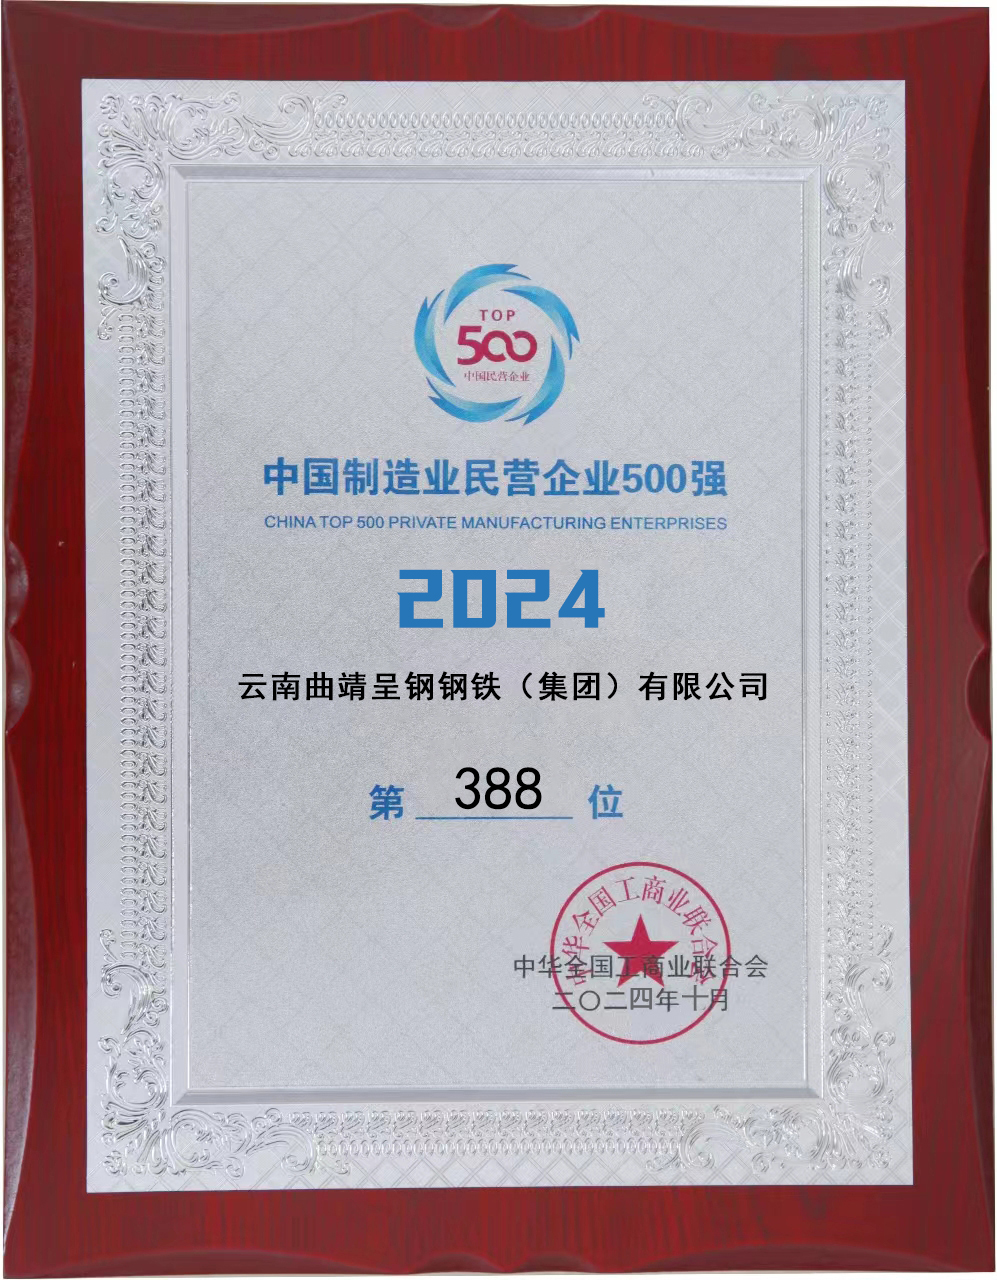 TOP
500
中国民营企业
中国制造业民营企业500强
CHINA TOP 500 PRIVATE MANUFACTURING ENTERPRISES
2024
云南曲靖呈钢钢铁（集团）有限公司
第 388 位
中华全国工商业联合会
中华全国工商业联合会
二〇二四年十月